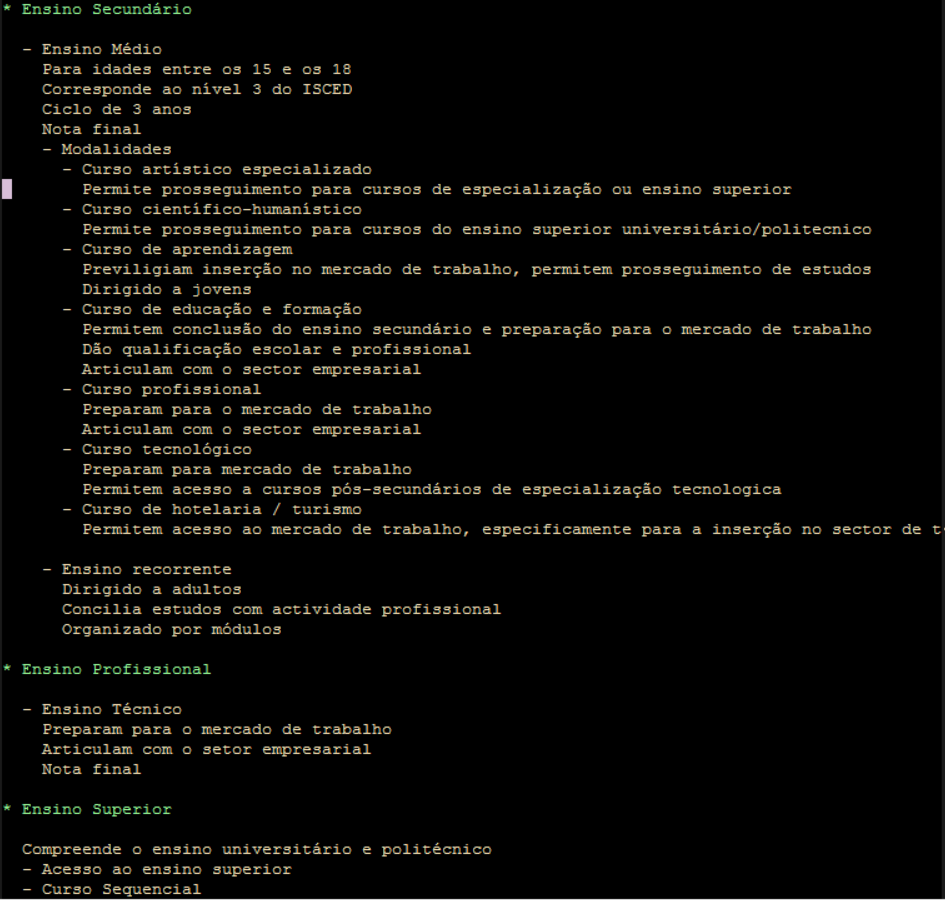 * Ensino Secundário
- Ensino Médio
Para idades entre os 15 e os 18
Corresponde ao nível 3 do ISCED
Ciclo de 3 anos
Nota final
- Modalidades
- Curso artístico especializado
Permite prosseguimento para cursos de especialização ou ensino superior
- Curso científico-humanístico
Permite prosseguimento para cursos do ensino superior universitário/politecnico
- Curso de aprendizagem
Previligiam inserção no mercado de trabalho, permitem prosseguimento de estudos
Dirigido a jovens
- Curso de educação e formação
Permitem conclusão do ensino secundário e preparação para o mercado de trabalho
Dão qualificação escolar e profissional
Articulam com o sector empresarial
- Curso profissional
Preparam para o mercado de trabalho
Articulam com o sector empresarial
- Curso tecnológico
Preparam para mercado de trabalho
Permitem acesso a cursos pós-secundários de especialização tecnologica
- Curso de hotelaria / turismo
Permitem acesso ao mercado de trabalho, especificamente para a inserção no sector de
- Ensino recorrente
Dirigido a adultos
Concilia estudos com actividade profissional
Organizado por módulos
* Ensino Profissional
- Ensino Técnico
Preparam para o mercado de trabalho
Articulam com o setor empresarial
Nota final
* Ensino Superior
Compreende o ensino universitário e politécnico
- Acesso ao ensino superior
- Curso Sequencial